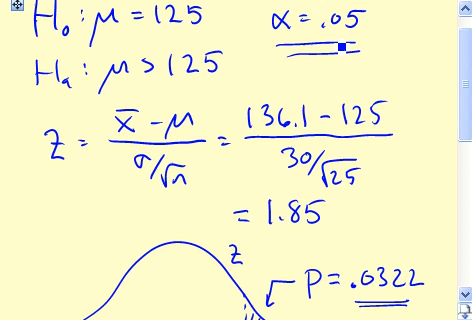 H₀: μ = 125 α = .05
Hₐ: μ > 125
Z = (x̄ - μ)/(σ/√n) = (136.1 - 125)/(30/√25)
= 1.85
Z
P = .0322